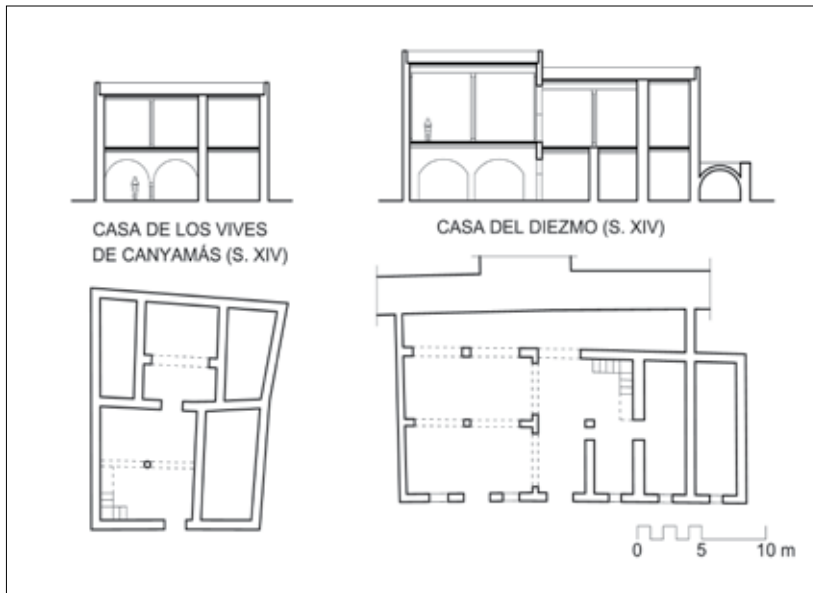 CASA DE LOS VIVES
DE CANYAMÁS (S. XIV)
CASA DEL DIEZMO (S. XIV)
0 5 10 m